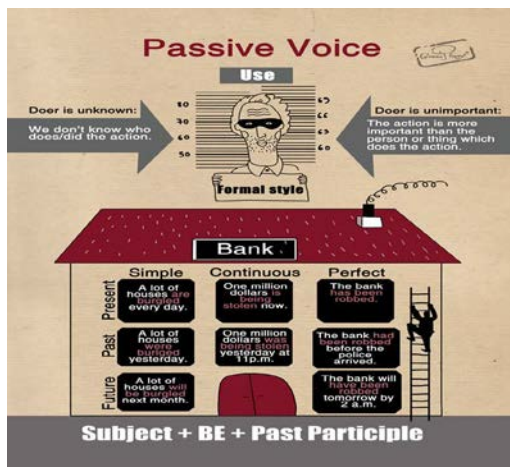 Passive Voice
Use
Doer is unknown:
We don't know who
does/did the action.
80
70
60
50
65
66
65
60
Doer is unimportant:
The action is more
important than the
person or thing which
does the action.
Formal style
Bank
Simple
Continuous
Perfect
Present
A lot of
houses are
burgled
every day.
One million
dollars is
being
stolen now.
The bank
has been
robbed.
Past
A lot of
houses
were burlged
yesterday.
One million
dollars was
being stolen
yesterday at
11p.m.
The bank had
been robbed
before the
police
arrived.
Future
A lot of
houses will
be burgled
next month.
The bank will
have been
robbed
tomorrow by
2 a.m.
Subject + BE + Past Participle